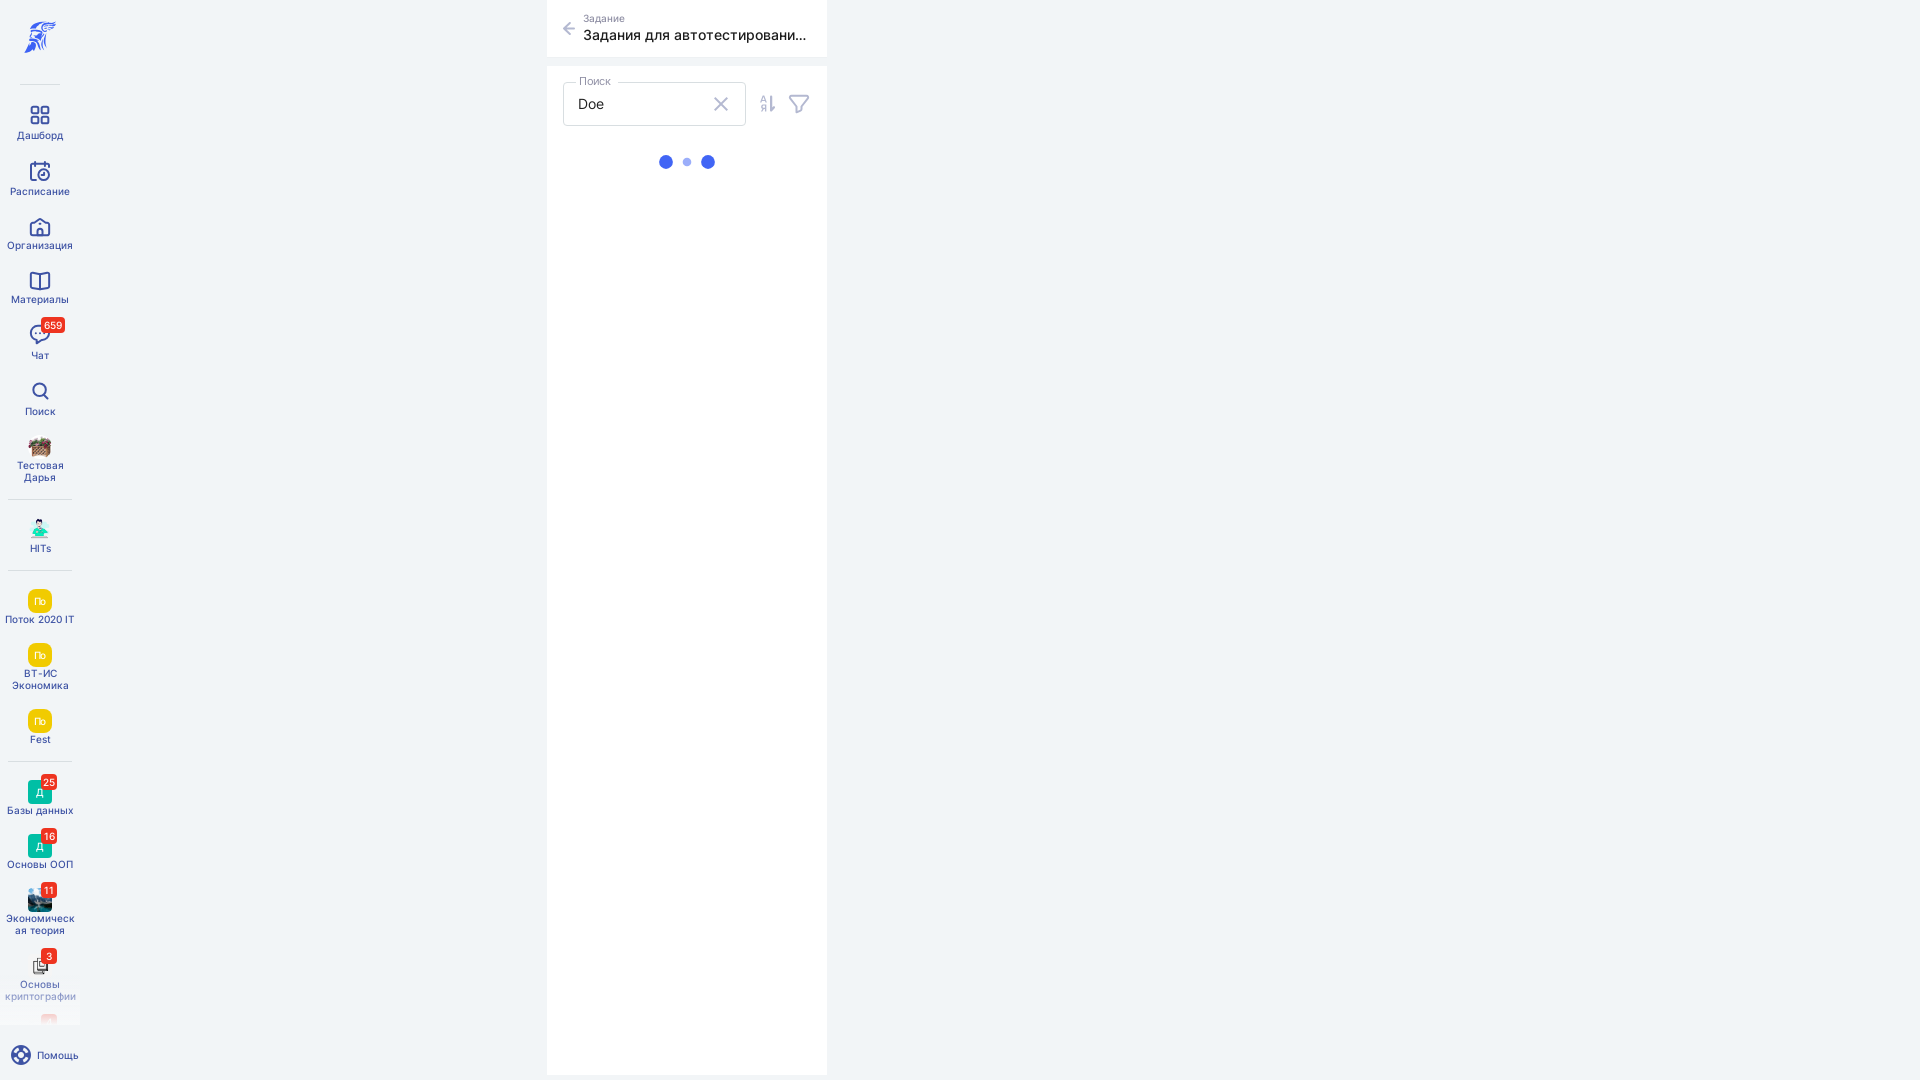 Задание
Задания для автотестировани...
Поиск
Doe
А
Я
Дашборд
Расписание
Организация
Материалы
659
Чат
Поиск
Тестовая
Дарья
HITs
По
Поток 2020 IT
По
ВТ-ИС
Экономика
По
Fest
25
Д
Базы данных
16
Д
Основы ООП
11
Экономическ
ая теория
3
Основы
криптографии
Помощь